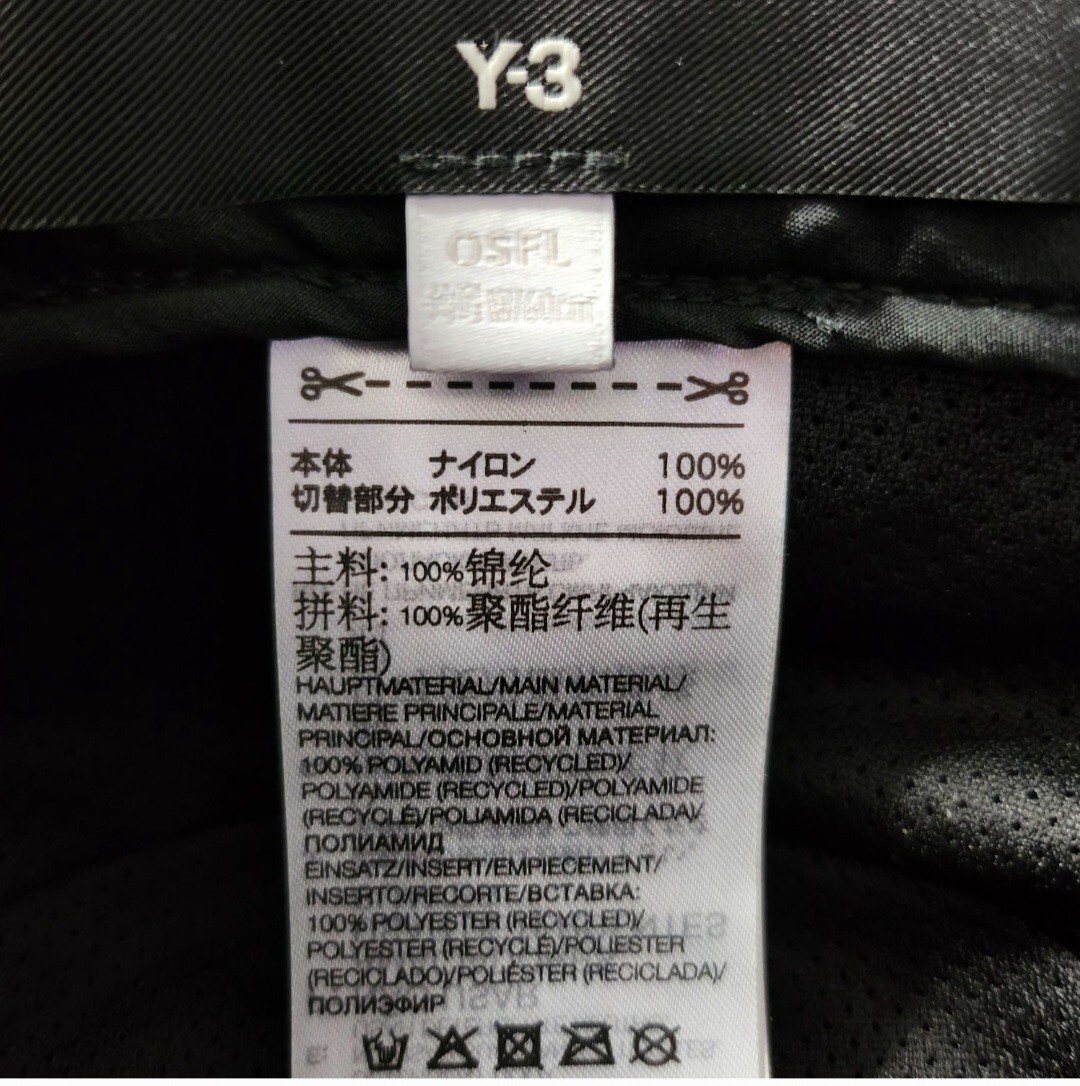 Y-3
OSFL
本体 ナイロン 100%
切替部分 ポリエステル 100%
主料: 100%锦纶
拼料: 100%聚酯纤维(再生
聚酯)
HAUPTMATERIAL/MAIN MATERIAL/
MATIERE PRINCIPALE/MATERIAL
PRINCIPAL/ОСНОВНОЙ МАТЕРИАЛ:
100% POLYAMID (RECYCLED)/
POLYAMIDE (RECYCLED)/POLYAMIDE
(RECYCLÉ)/POLIAMIDA (RECICLADA)/
ПОЛИАМИД
EINSATZ/INSERT/EMPIECEMENT/
INSERTO/RECORTE/ВСТАВКА:
100% POLYESTER (RECYCLED)/
POLYESTER (RECYCLÉ)/POLIESTER
(RECICLADO)/POLIÉSTER (RECICLADA)/
ПОЛИЭФИР